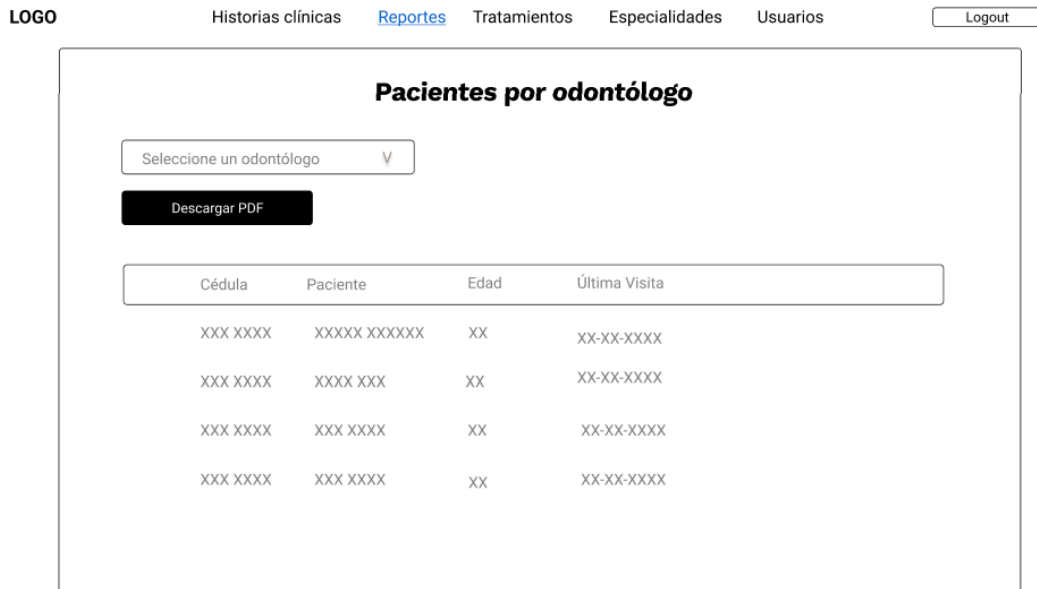 LOGO Historias clínicas Reportes Tratamientos Especialidades Usuarios Logout
Pacientes por odontólogo
Seleccione un odontólogo V
Descargar PDF
Cédula Paciente Edad Última Visita
XXX XXXX XXXXX XXXXXX XX XX-XX-XXXX
XXX XXXX XXXX XXX XX XX-XX-XXXX
XXX XXXX XXX XXXX XX XX-XX-XXXX
XXX XXXX XXX XXXX XX XX-XX-XXXX